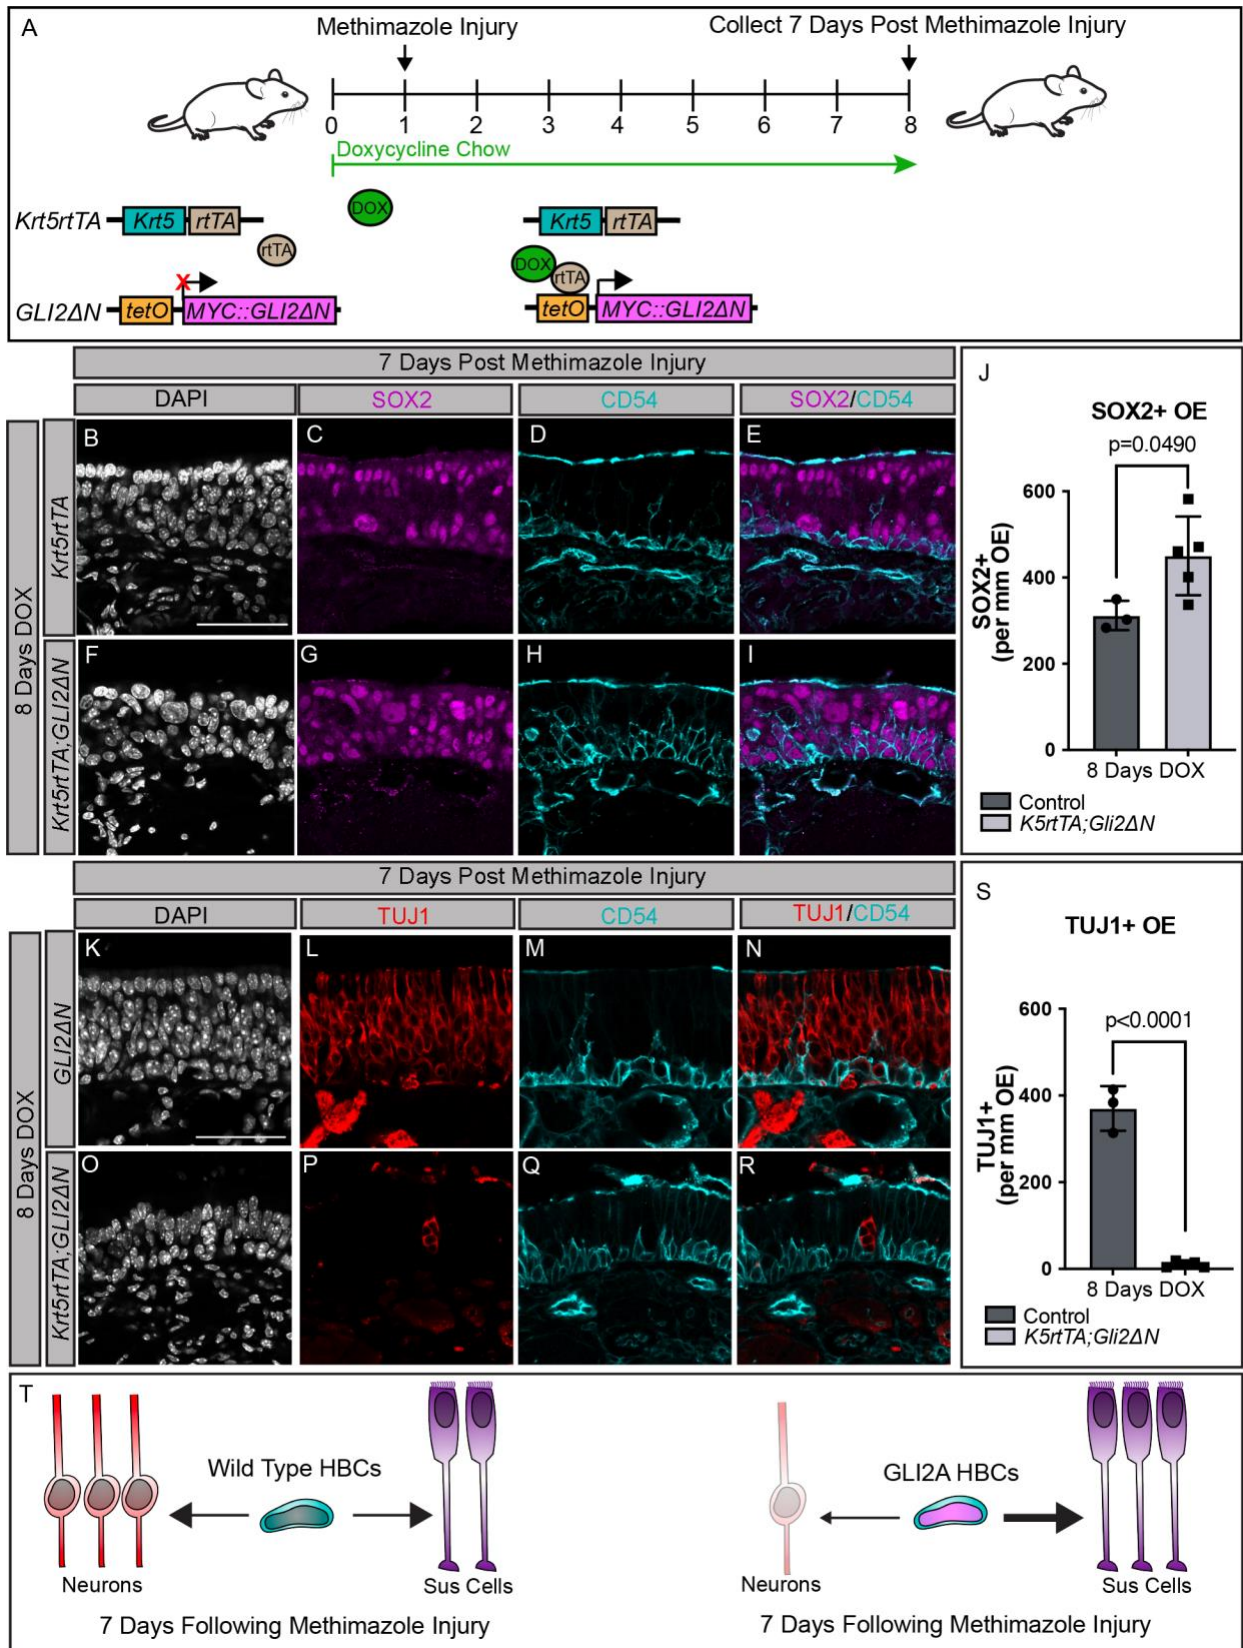 A
Methimazole Injury
Collect 7 Days Post Methimazole Injury
0 1 2 3 4 5 6 7 8
Doxycycline Chow
Krt5rtTA
Krt5 rtTA
DOX
Krt5 rtTA
rtTA
DOX
rtTA
X
GLI2ΔN
tetO MYC::GLI2ΔN
tetO MYC::GLI2ΔN
7 Days Post Methimazole Injury
DAPI SOX2 CD54 SOX2/CD54
8 Days DOX
Krt5rtTA
B C D E
Krt5rtTA;GLI2ΔN
F G H I
J
SOX2+ OE
p=0.0490
SOX2+
(per mm OE)
600
400
200
0
8 Days DOX
Control
K5rtTA;Gli2ΔN
7 Days Post Methimazole Injury
DAPI TUJ1 CD54 TUJ1/CD54
8 Days DOX
GLI2ΔN
K L M N
Krt5rtTA;GLI2ΔN
O P Q R
S
TUJ1+ OE
p<0.0001
TUJ1+
(per mm OE)
600
400
200
0
8 Days DOX
Control
K5rtTA;Gli2ΔN
T
Wild Type HBCs
Neurons
Sus Cells
7 Days Following Methimazole Injury
GLI2A HBCs
Neurons
Sus Cells
7 Days Following Methimazole Injury